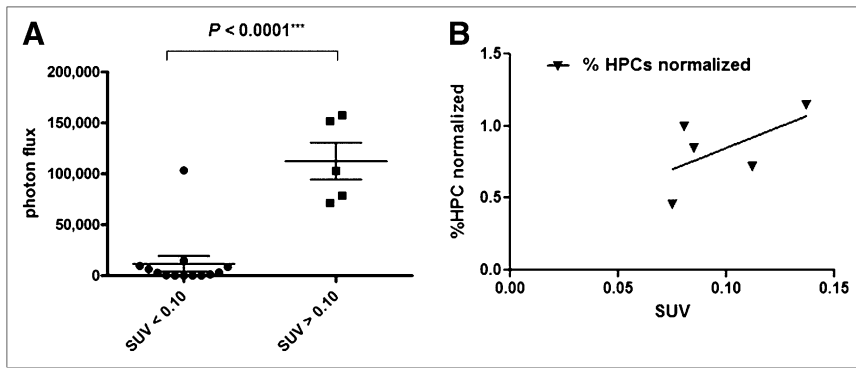 A
P < 0.0001***
200,000
150,000
100,000
50,000
0
photon flux
SUV < 0.10
SUV > 0.10
B
% HPCs normalized
1.5
1.0
0.5
0.0
%HPC normalized
0.00
0.05
0.10
0.15
SUV